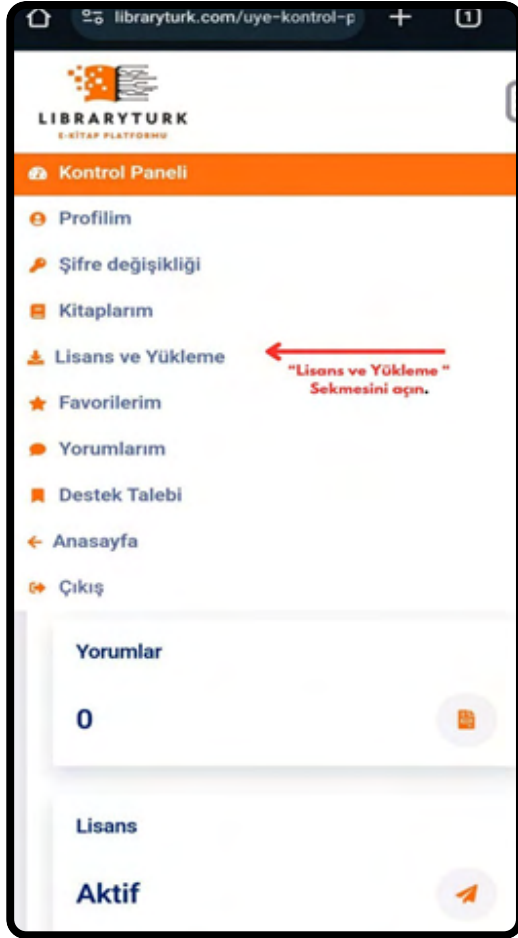 libraryturk.com/uye-kontrol-p
1
LIBRARYTURK
E-KİTAP PLATFORMU
Kontrol Paneli
Profilim
Şifre değişikliği
Kitaplarım
Lisans ve Yükleme
"Lisans ve Yükleme "
Sekmesini açın.
Favorilerim
Yorumlarım
Destek Talebi
Anasayfa
Çıkış
Yorumlar
0
Lisans
Aktif